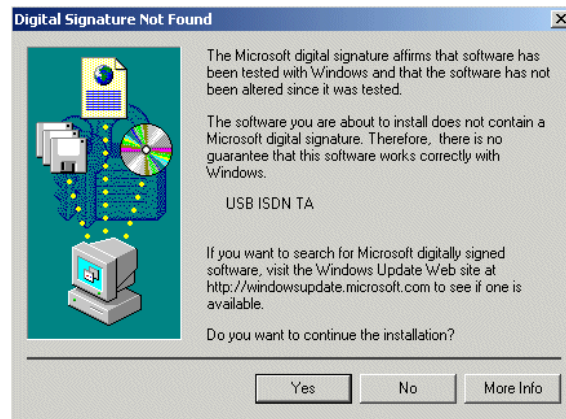 Digital Signature Not Found
The Microsoft digital signature affirms that software has
been tested with Windows and that the software has not
been altered since it was tested.
The software you are about to install does not contain a
Microsoft digital signature. Therefore, there is no
guarantee that this software works correctly with
Windows.
USB ISDN TA
If you want to search for Microsoft digitally signed
software, visit the Windows Update Web site at
http://windowsupdate.microsoft.com to see if one is
available.
Do you want to continue the installation?
Yes No More Info